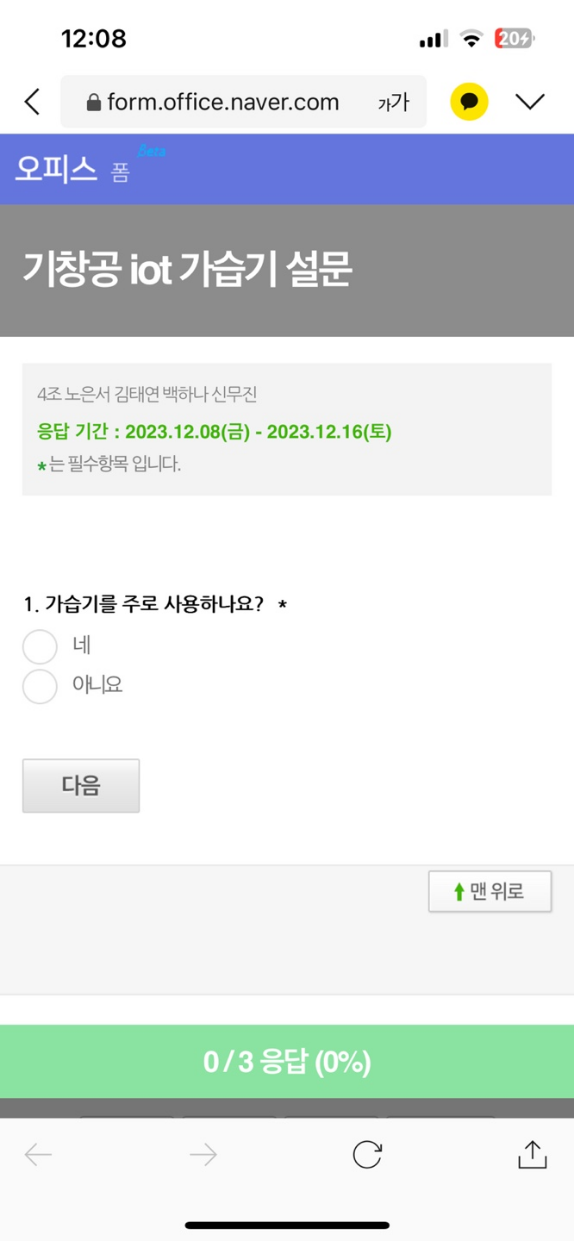 12:08
20
form.office.naver.com 가가
오피스 폼 Beta
기창공 iot 가습기 설문
4조 노은서 김태연 백하나 신무진
응답 기간 : 2023.12.08(금) - 2023.12.16(토)
*는 필수항목 입니다.
1. 가습기를 주로 사용하나요? *
네
아니요
다음
맨 위로
0 / 3 응답 (0%)